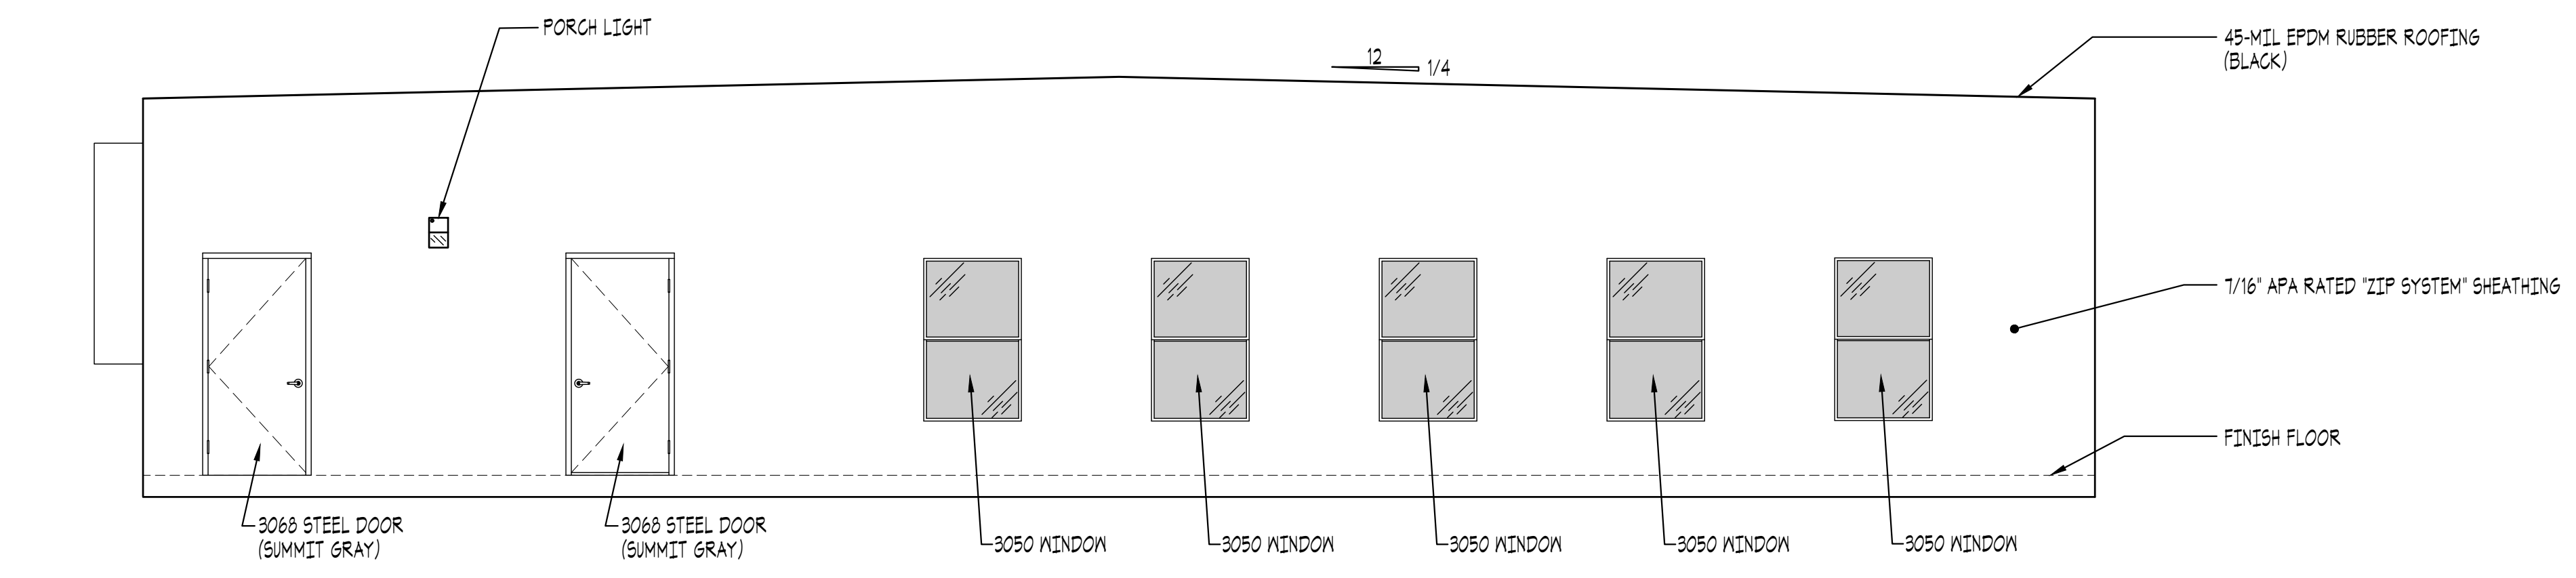 PORCH LIGHT
12
1/4
45-MIL EPDM RUBBER ROOFING
(BLACK)
7/16" APA RATED "ZIP SYSTEM" SHEATHING
FINISH FLOOR
3068 STEEL DOOR
(SUMMIT GRAY)
3068 STEEL DOOR
(SUMMIT GRAY)
3050 WINDOW
3050 WINDOW
3050 WINDOW
3050 WINDOW
3050 WINDOW